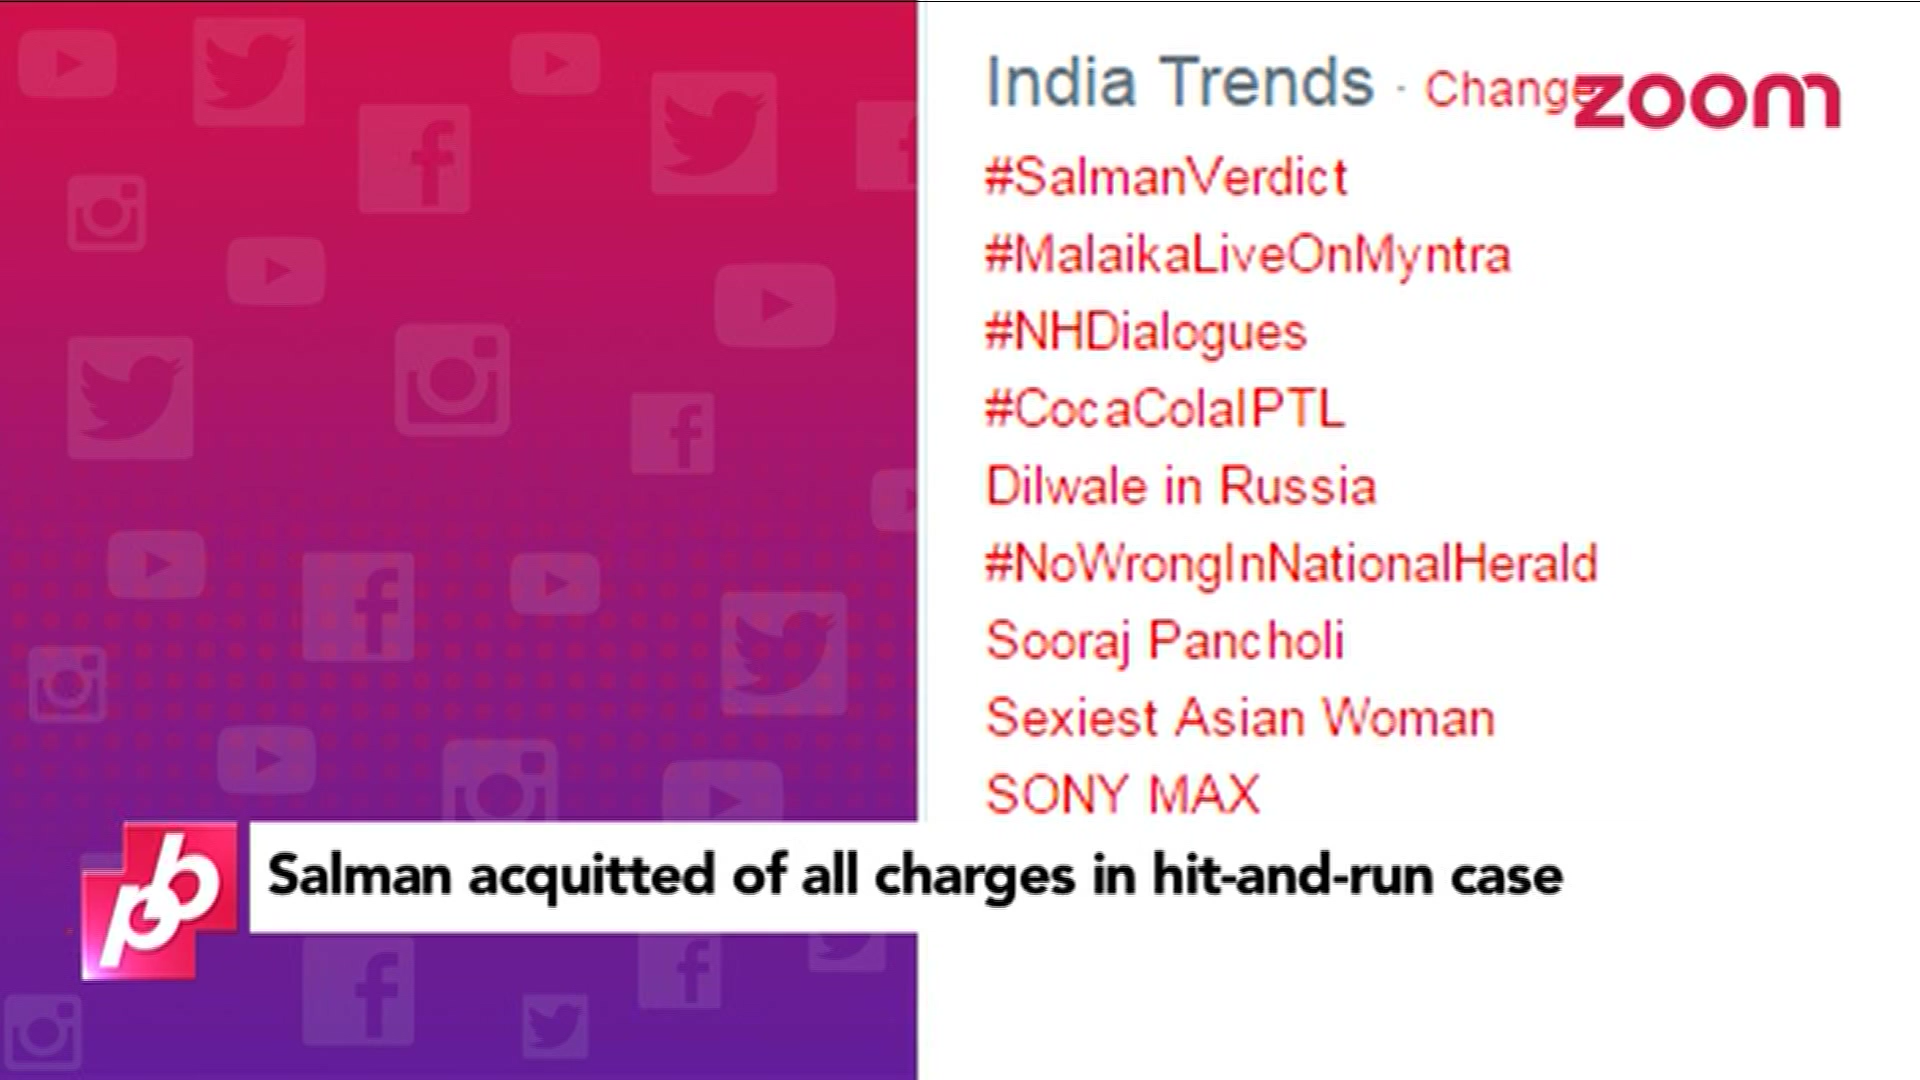 India Trends · Change
zoom
#SalmanVerdict
#MalaikaLiveOnMyntra
#NHDialogues
#CocaColaIPTL
Dilwale in Russia
#NoWrongInNationalHerald
Sooraj Pancholi
Sexiest Asian Woman
SONY MAX
pb
Salman acquitted of all charges in hit-and-run case